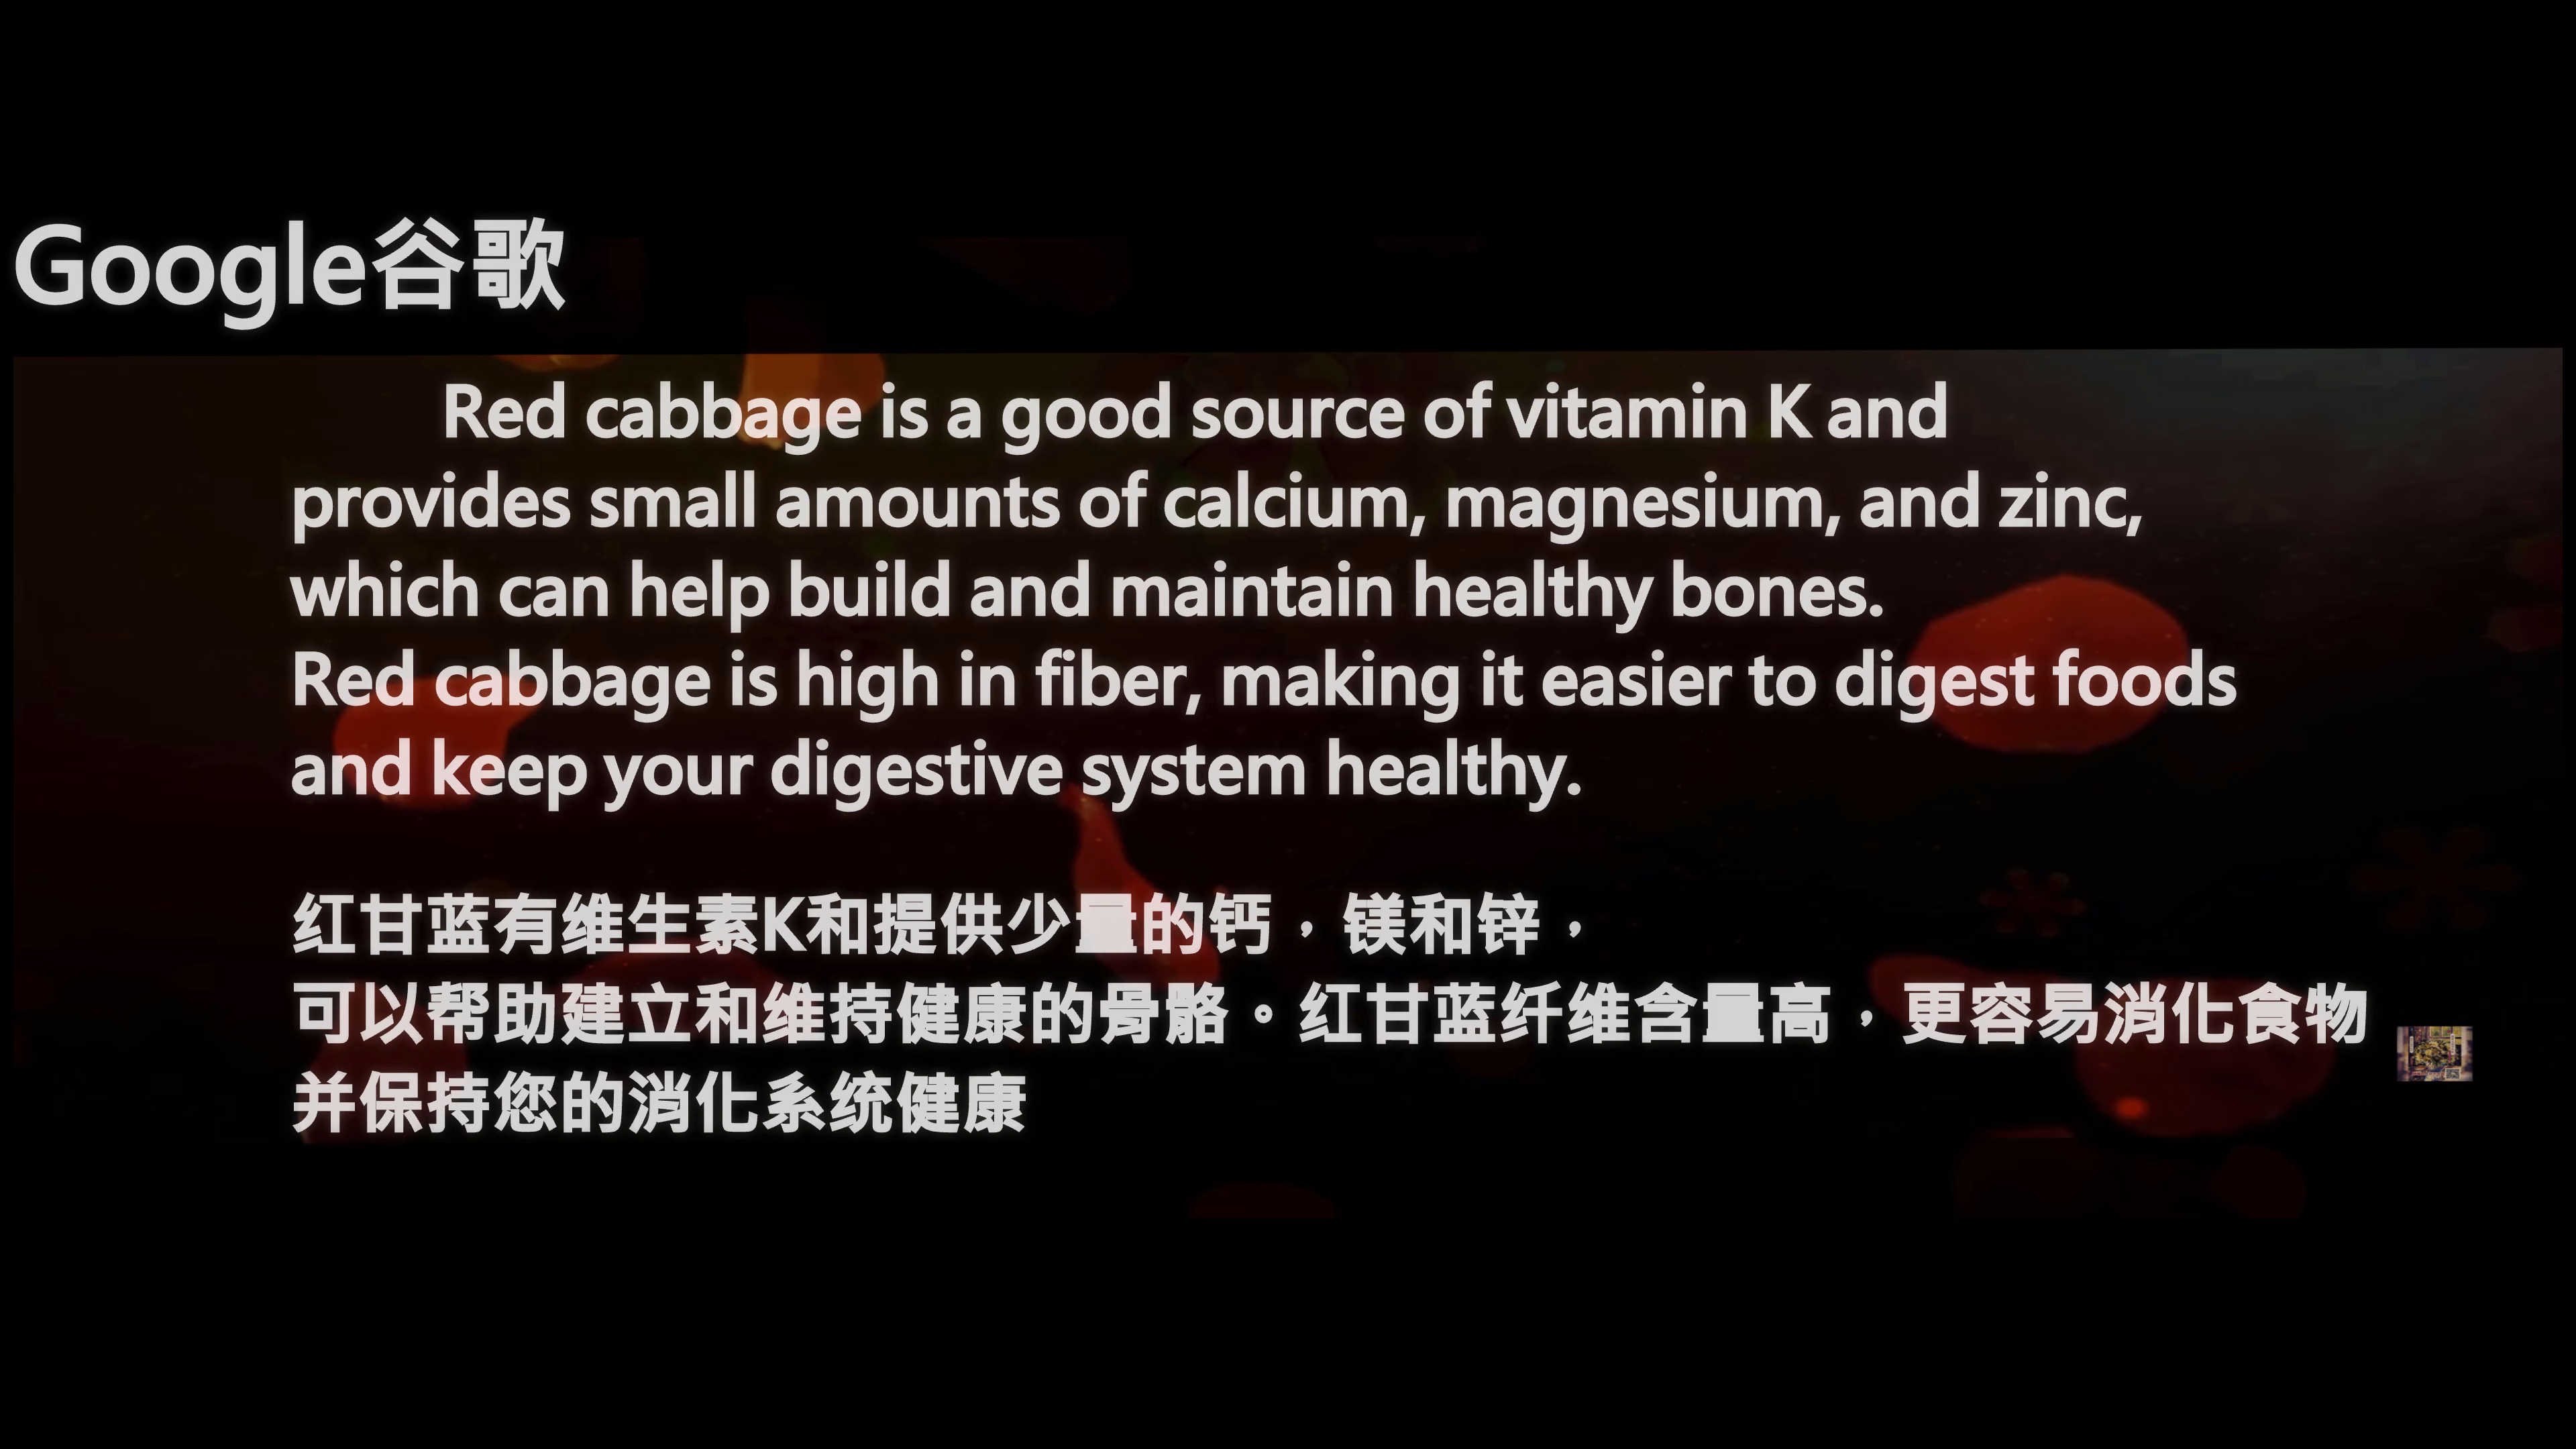 Google谷歌
Red cabbage is a good source of vitamin K and
provides small amounts of calcium, magnesium, and zinc,
which can help build and maintain healthy bones.
Red cabbage is high in fiber, making it easier to digest foods
and keep your digestive system healthy.
红甘蓝有维生素K和提供少量的钙，镁和锌，
可以帮助建立和维持健康的骨骼。红甘蓝纤维含量高，更容易消化食物
并保持您的消化系统健康